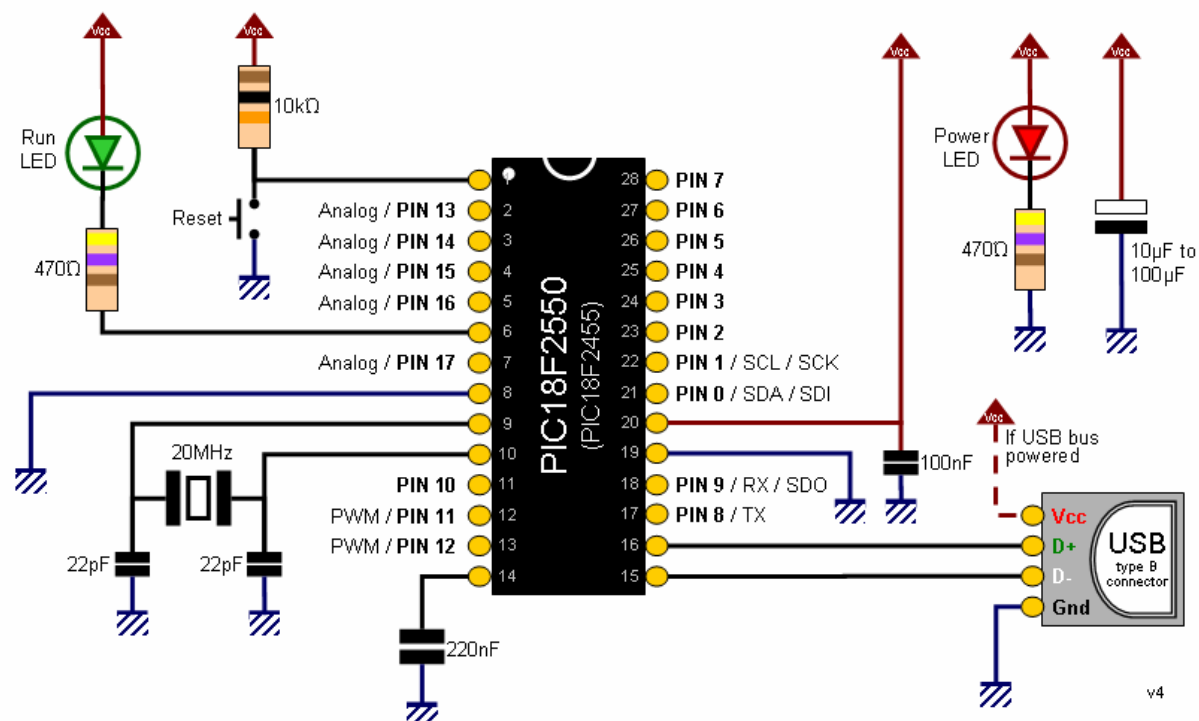 Vcc
Vcc
Vcc
Vcc
Vcc
10kΩ
Run
LED
Power
LED
Reset
470Ω
470Ω
10µF to
100µF
1
Analog / PIN 13 2
Analog / PIN 14 3
Analog / PIN 15 4
Analog / PIN 16 5
6
Analog / PIN 17 7
8
9
10
PIN 10 11
PWM / PIN 11 12
PWM / PIN 12 13
14
PIC18F2550
(PIC18F2455)
28 PIN 7
27 PIN 6
26 PIN 5
25 PIN 4
24 PIN 3
23 PIN 2
22 PIN 1 / SCL / SCK
21 PIN 0 / SDA / SDI
20
19
18 PIN 9 / RX / SDO
17 PIN 8 / TX
16
15
20MHz
22pF
22pF
220nF
100nF
Vcc
If USB bus
powered
Vcc
D+
D-
Gnd
USB
type B
connector
v4